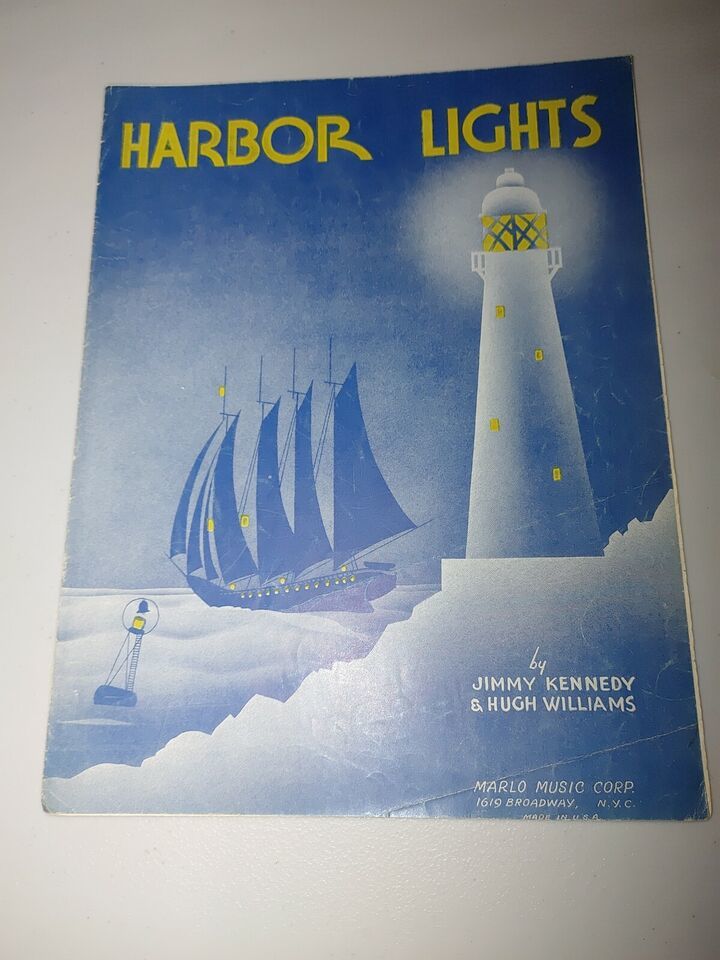 HARBOR LIGHTS
by
JIMMY KENNEDY
& HUGH WILLIAMS
MARLO MUSIC CORP.
1619 BROADWAY, N.Y.C.
MADE IN U.S.A.